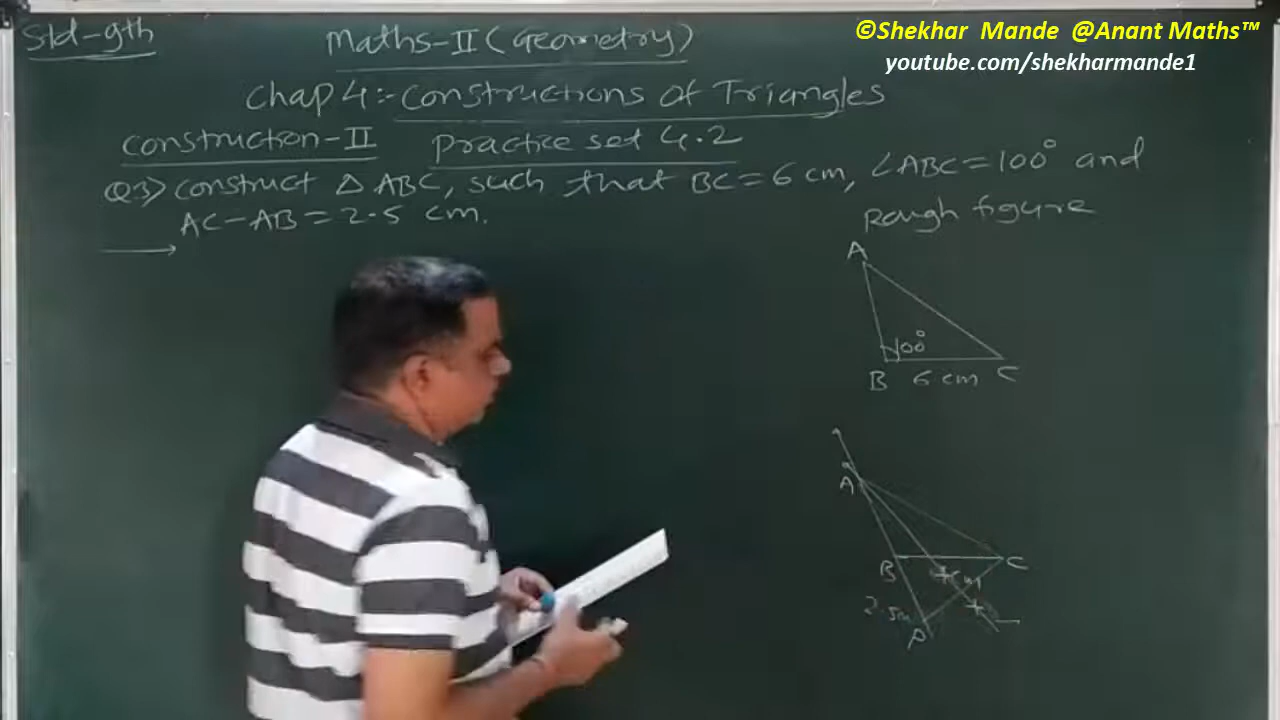 Std-9th
Maths-II (Geometry)
©Shekhar Mande @Anant Maths™
youtube.com/shekharmande1
Chap 4:- Constructions of Triangles
Construction-II Practice set 4.2
Q.3) Construct △ABC, such that BC=6 cm, ∠ABC=100° and
AC-AB=2.5 cm.
Rough figure
A
100°
B 6 cm C
A
B C
2.5
P